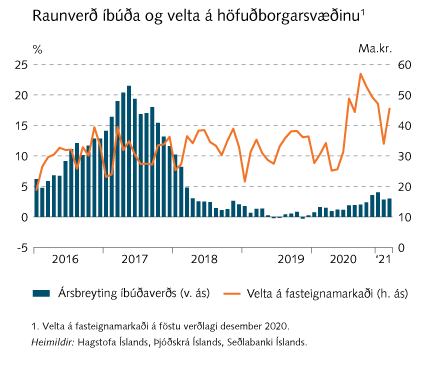 Raunverð íbúða og velta á höfuðborgarsvæðinu¹
% Ma.kr.
25 60
20 50
15 40
10 30
5 20
0 10
-5 0
2016 2017 2018 2019 2020 '21
Ársbreyting íbúðaverðs (v. ás) Velta á fasteignamarkaði (h. ás)
1. Velta á fasteignamarkaði á föstu verðlagi desember 2020.
Heimildir: Hagstofa Íslands, Þjóðskrá Íslands, Seðlabanki Íslands.